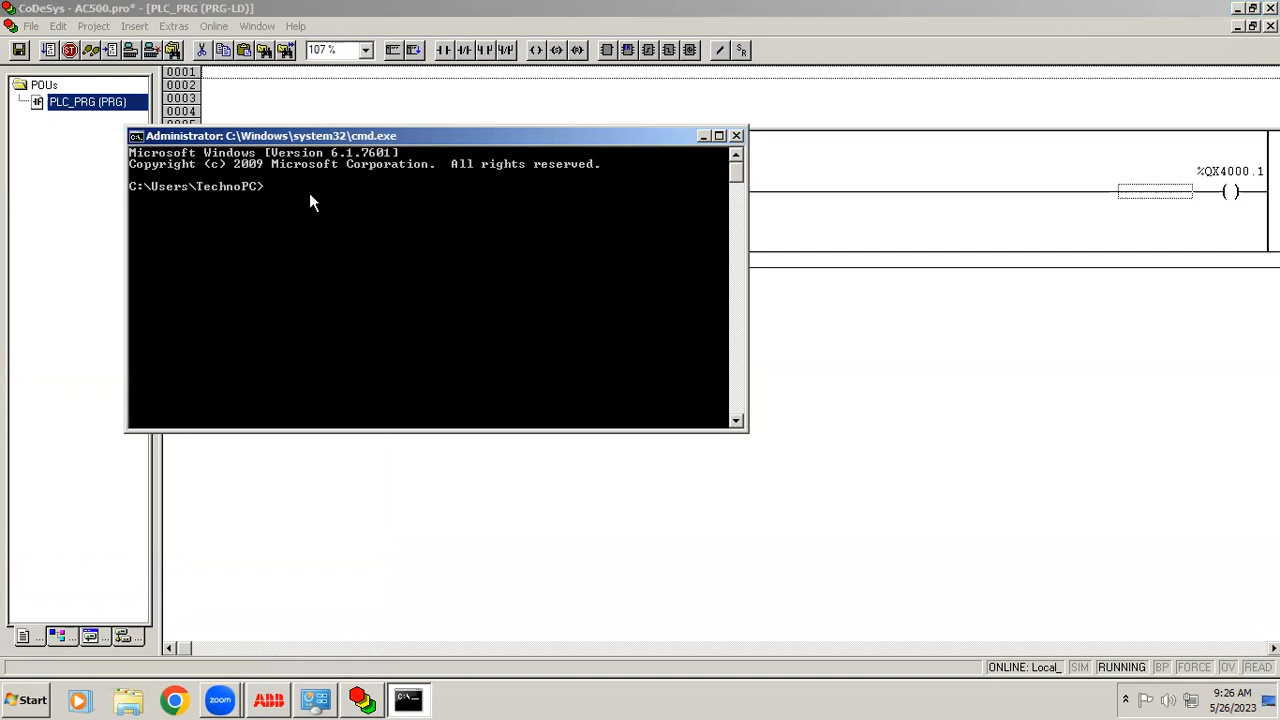 CoDeSys - AC500.pro* - [PLC_PRG (PRG-LD)]
File Edit Project Insert Extras Online Window Help
107 %
POUs
PLC_PRG (PRG)
0001
0002
0003
0004
Administrator: C:\Windows\system32\cmd.exe
Microsoft Windows [Version 6.1.7601]
Copyright (c) 2009 Microsoft Corporation. All rights reserved.
C:\Users\TechnoPC>
%QX4000.1
ONLINE: Local_ SIM RUNNING BP FORCE OV READ
Start
zoom
ABB
C:\_
9:26 AM
5/26/2023